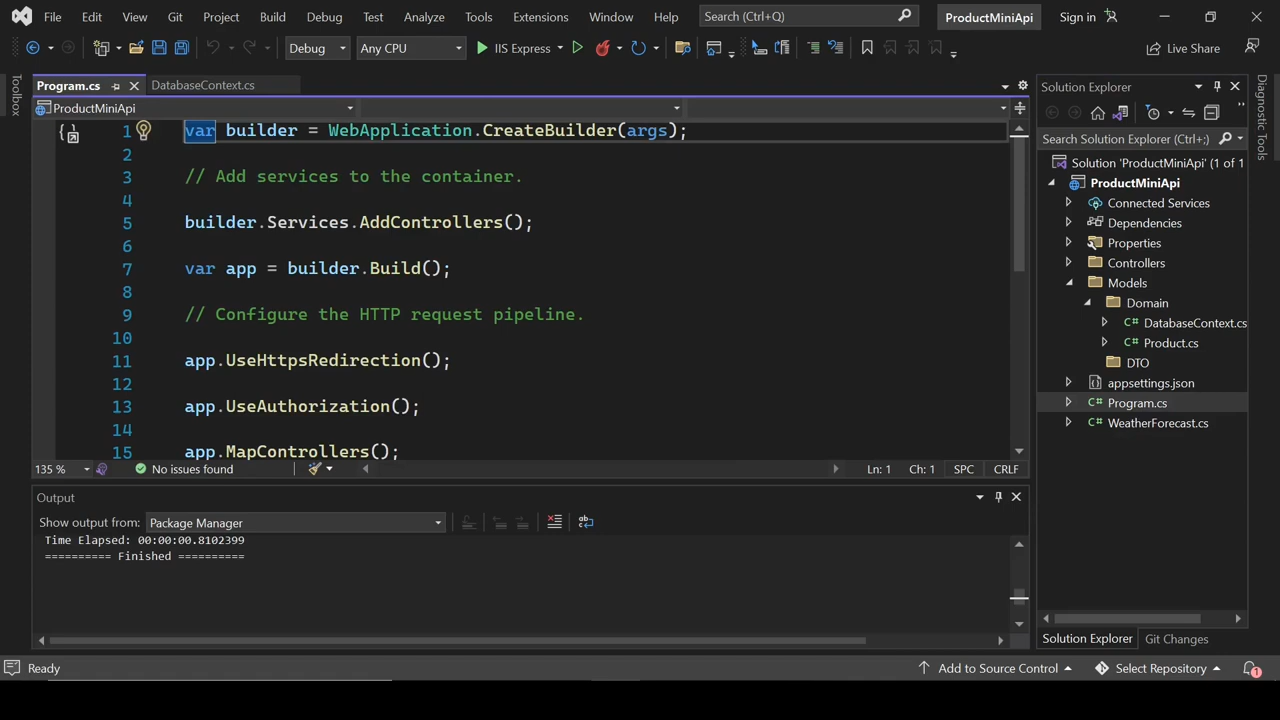 File Edit View Git Project Build Debug Test Analyze Tools Extensions Window Help Search (Ctrl+Q) ProductMiniApi Sign in
Debug Any CPU IIS Express Live Share
Toolbox
Program.cs DatabaseContext.cs
ProductMiniApi
1 var builder = WebApplication.CreateBuilder(args);
2
3 // Add services to the container.
4
5 builder.Services.AddControllers();
6
7 var app = builder.Build();
8
9 // Configure the HTTP request pipeline.
10
11 app.UseHttpsRedirection();
12
13 app.UseAuthorization();
14
15 app.MapControllers();
135 % No issues found Ln: 1 Ch: 1 SPC CRLF
Output
Show output from: Package Manager
Time Elapsed: 00:00:00.8102399
========== Finished ==========
Solution Explorer
Search Solution Explorer (Ctrl+;)
Solution 'ProductMiniApi' (1 of 1
ProductMiniApi
Connected Services
Dependencies
Properties
Controllers
Models
Domain
DatabaseContext.cs
Product.cs
DTO
appsettings.json
Program.cs
WeatherForecast.cs
Solution Explorer Git Changes
Diagnostic Tools
Ready Add to Source Control Select Repository 1